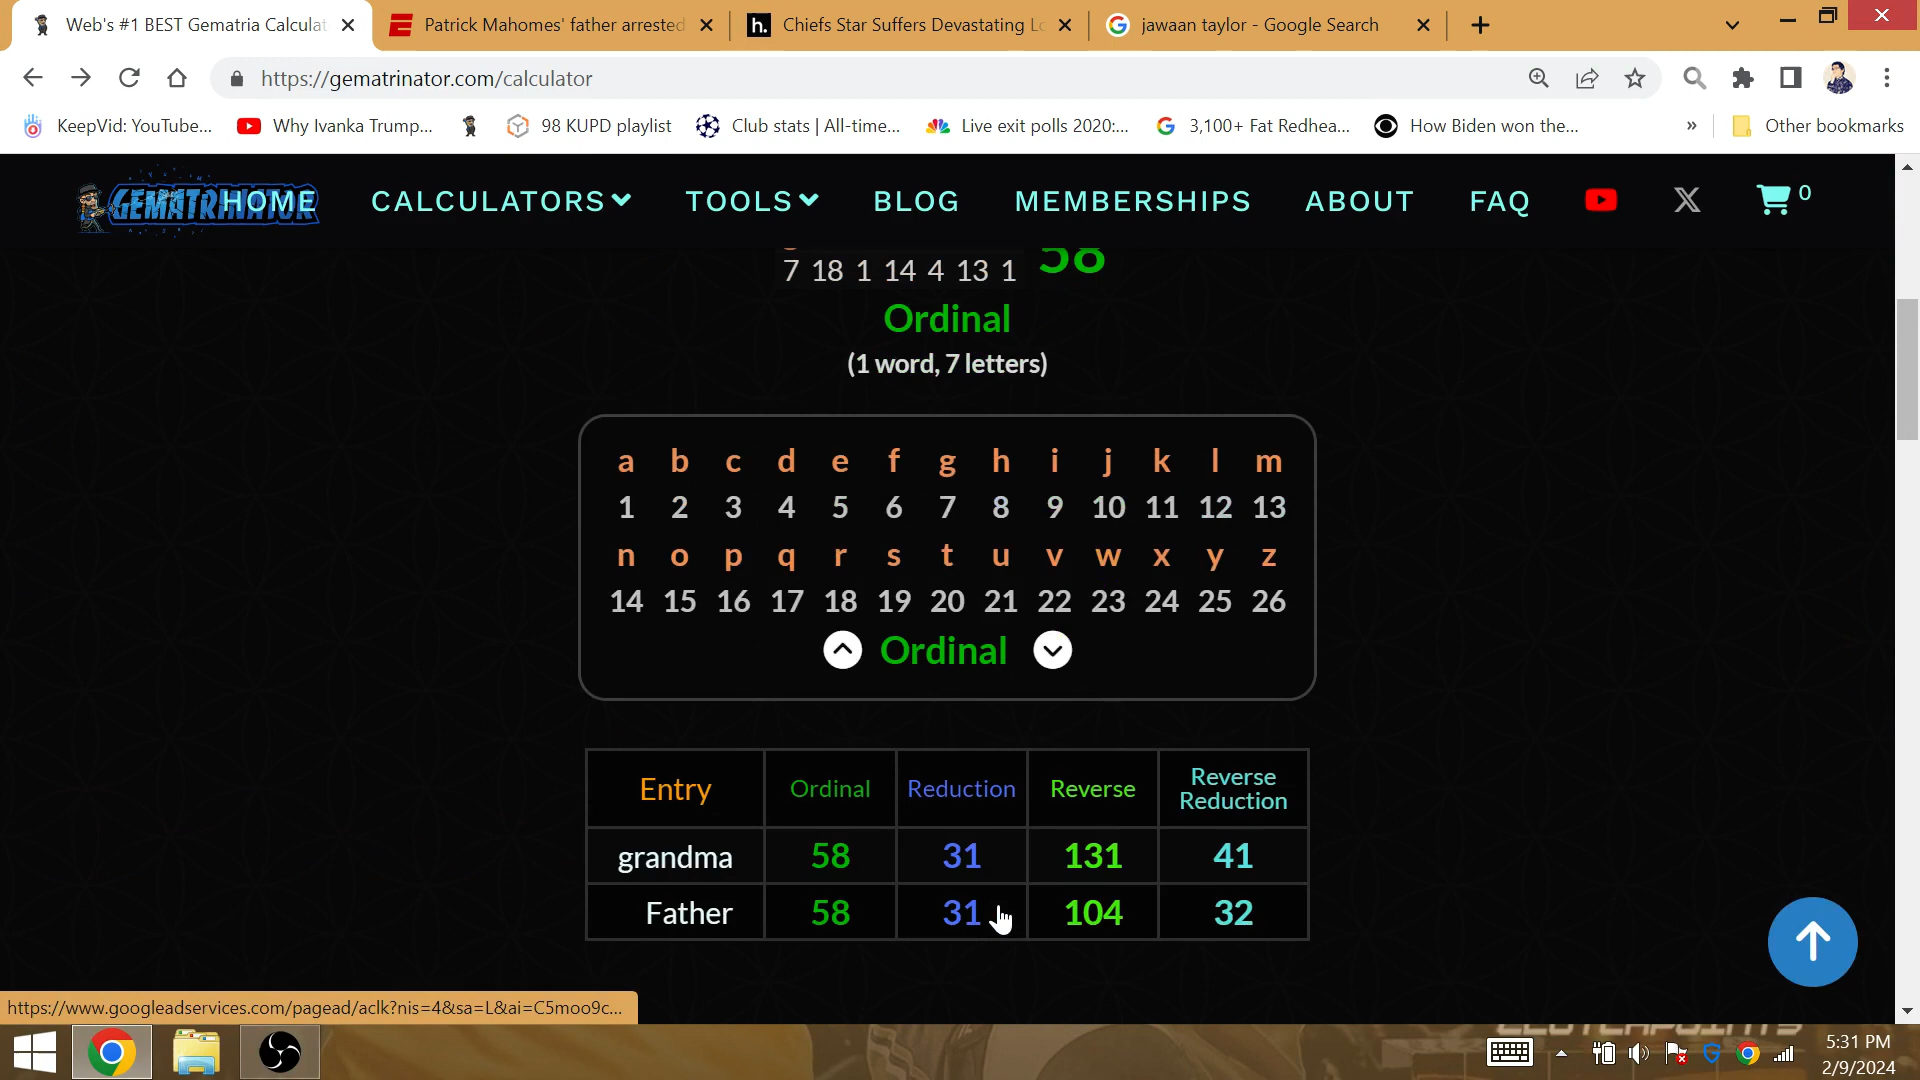 Web's #1 BEST Gematria Calculat
Patrick Mahomes' father arrested
Chiefs Star Suffers Devastating Lo
jawaan taylor - Google Search
https://gematrinator.com/calculator
KeepVid: YouTube...
Why Ivanka Trump...
98 KUPD playlist
Club stats | All-time...
Live exit polls 2020:...
3,100+ Fat Redhea...
How Biden won the...
»
Other bookmarks
GEMATRINATOR
HOME
CALCULATORS
TOOLS
BLOG
MEMBERSHIPS
ABOUT
FAQ
0
7 18 1 14 4 13 1 58
Ordinal
(1 word, 7 letters)
a b c d e f g h i j k l m
1 2 3 4 5 6 7 8 9 10 11 12 13
n o p q r s t u v w x y z
14 15 16 17 18 19 20 21 22 23 24 25 26
Ordinal
Entry Ordinal Reduction Reverse Reverse Reduction
grandma 58 31 131 41
Father 58 31 104 32
https://www.googleadservices.com/pagead/aclk?nis=4&sa=L&ai=C5moo9c...
CLUTCHPOINTS
5:31 PM
2/9/2024